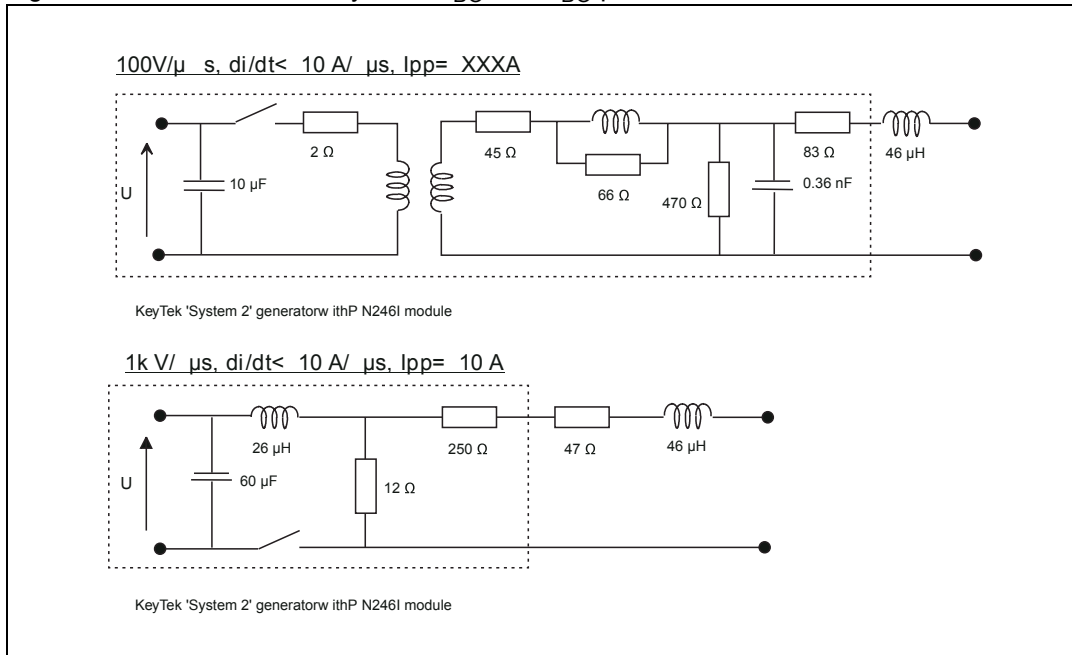 100V/µ s, di/dt< 10 A/ µs, Ipp= XXXA
2 Ω
45 Ω
83 Ω
46 µH
U
10 µF
66 Ω
470 Ω
0.36 nF
KeyTek 'System 2' generatorw ithP N246I module
1k V/ µs, di/dt< 10 A/ µs, Ipp= 10 A
26 µH
250 Ω
47 Ω
46 µH
U
60 µF
12 Ω
KeyTek 'System 2' generatorw ithP N246I module